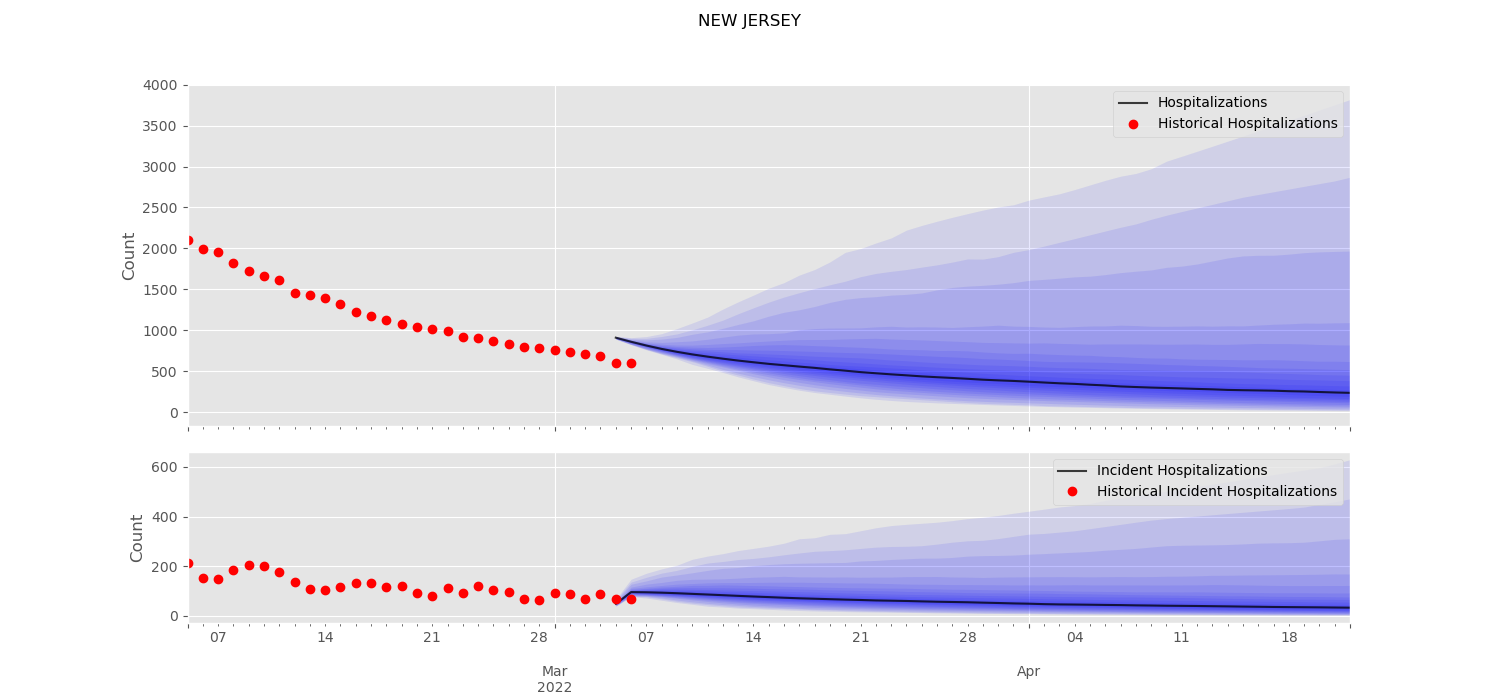 NEW JERSEY
4000
3500
3000
2500
2000
1500
1000
500
0
Count
Hospitalizations
Historical Hospitalizations
600
400
200
0
Count
Incident Hospitalizations
Historical Incident Hospitalizations
07 14 21 28 07 14 21 28 04 11 18
Mar Apr
2022